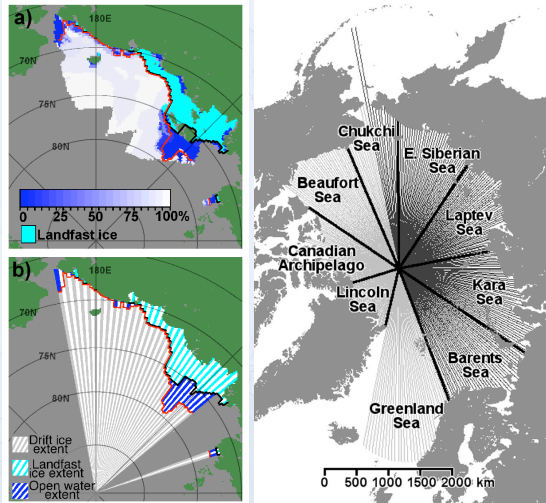 a)
180E
70N
75N
80N
0 25 50 75 100%
Landfast ice
b)
180E
70N
75N
80N
Drift ice
extent
Landfast
ice extent
Open water
extent
Chukchi
Sea
E. Siberian
Sea
Beaufort
Sea
Laptev
Sea
Canadian
Archipelago
Kara
Sea
Lincoln
Sea
Barents
Sea
Greenland
Sea
0 500 1000 1500 2000 km